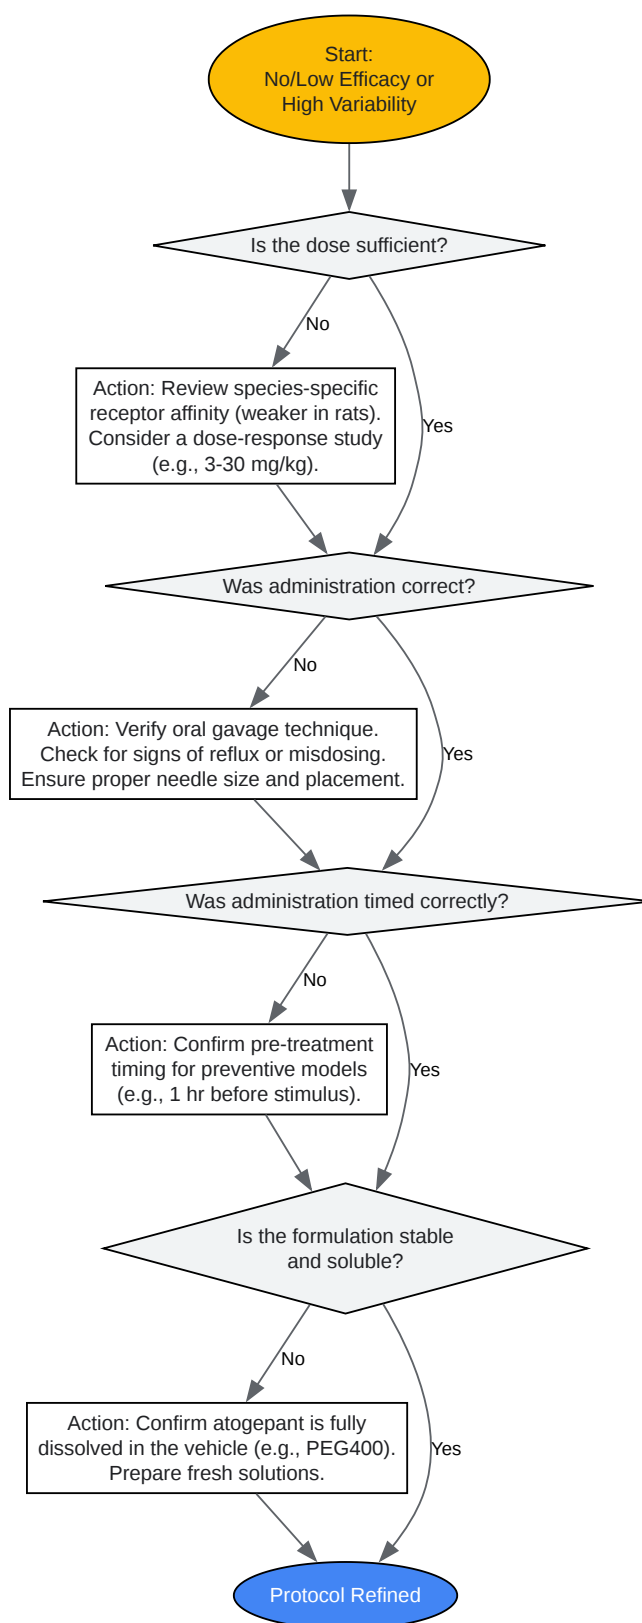 Start:
No/Low Efficacy or
High Variability
Is the dose sufficient?
No
Action: Review species-specific
receptor affinity (weaker in rats).
Consider a dose-response study
(e.g., 3-30 mg/kg).
Yes
Was administration correct?
No
Action: Verify oral gavage technique.
Check for signs of reflux or misdosing.
Ensure proper needle size and placement.
Yes
Was administration timed correctly?
No
Action: Confirm pre-treatment
timing for preventive models
(e.g., 1 hr before stimulus).
Yes
Is the formulation stable
and soluble?
No
Action: Confirm atogepant is fully
dissolved in the vehicle (e.g., PEG400).
Prepare fresh solutions.
Yes
Protocol Refined